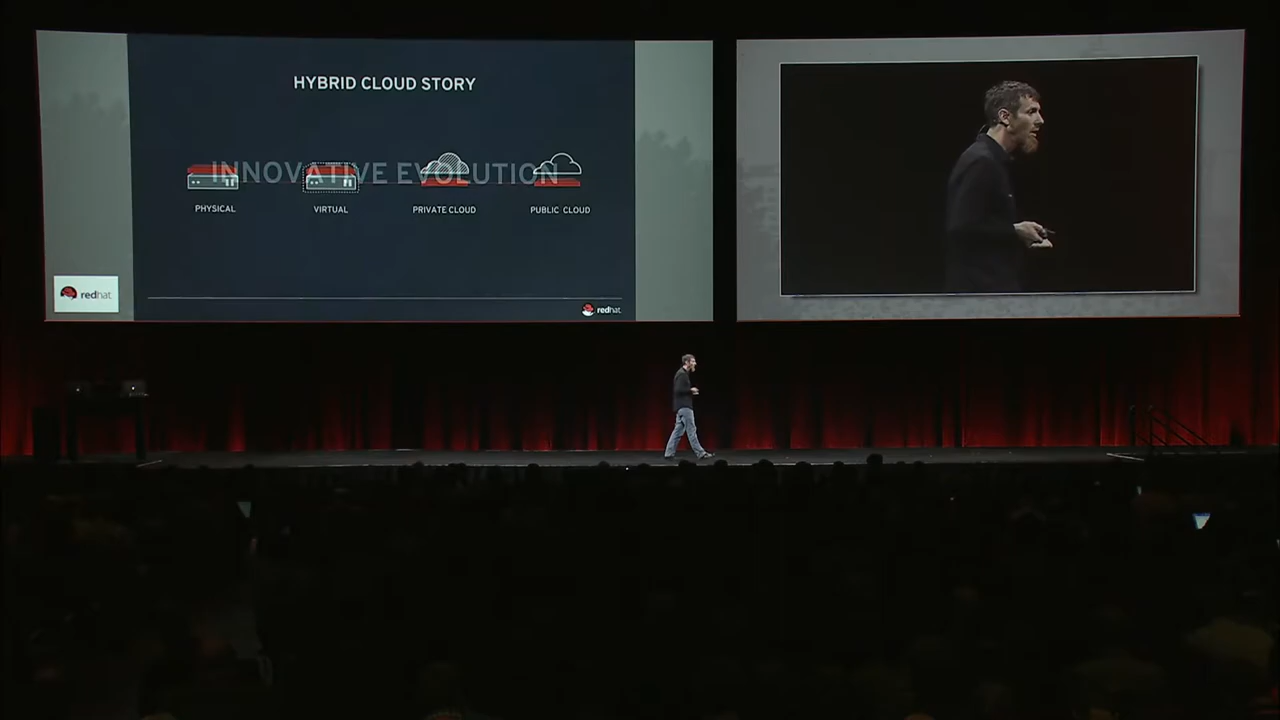 HYBRID CLOUD STORY
INNOVATIVE EVOLUTION
PHYSICAL
VIRTUAL
PRIVATE CLOUD
PUBLIC CLOUD
redhat.
redhat.